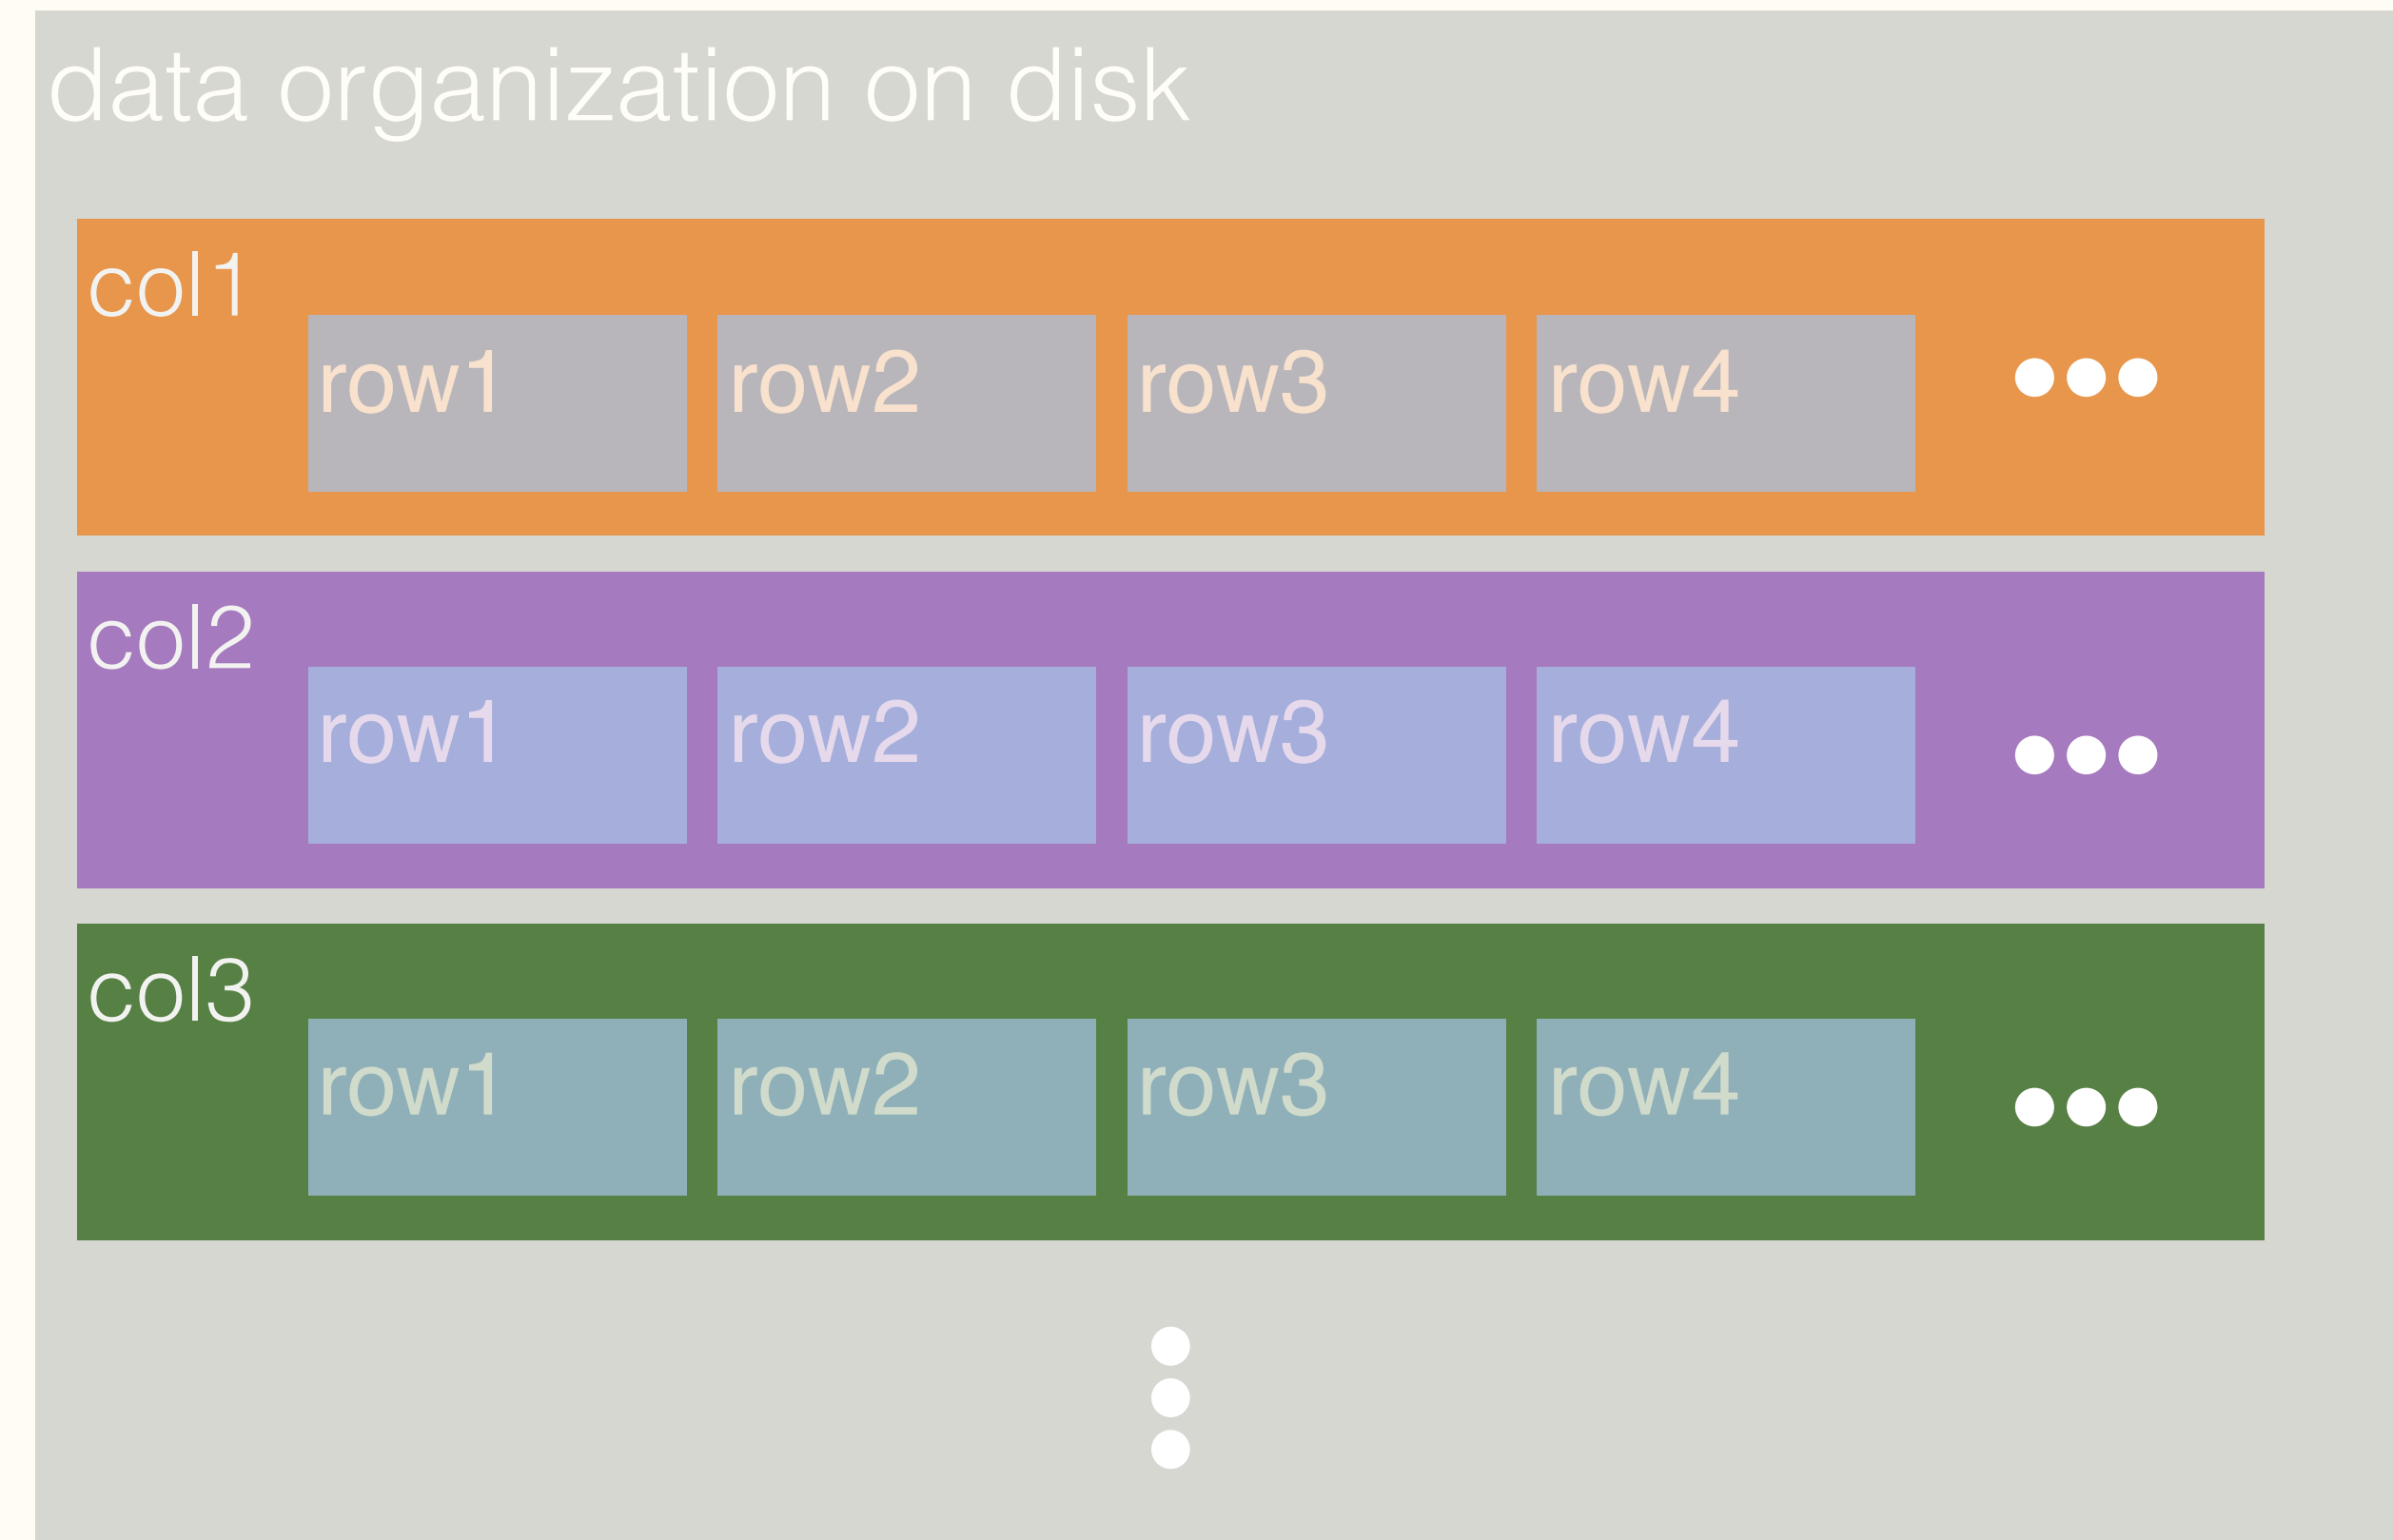 data organization on disk
col1
row1 row2 row3 row4
col2
row1 row2 row3 row4
col3
row1 row2 row3 row4